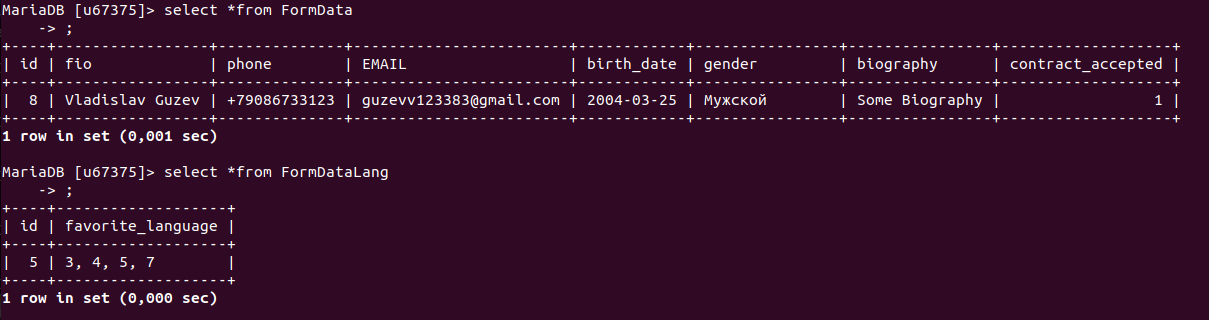 MariaDB [u67375]> select *from FormData
    -> ;
+----+-----------------+--------------+------------------------+------------+----------------+----------------+-------------------+
| id | fio             | phone        | EMAIL                  | birth_date | gender         | biography      | contract_accepted |
+----+-----------------+--------------+------------------------+------------+----------------+----------------+-------------------+
|  8 | Vladislav Guzev | +79086733123 | guzevv123383@gmail.com | 2004-03-25 | Мужской        | Some Biography |                 1 |
+----+-----------------+--------------+------------------------+------------+----------------+----------------+-------------------+
1 row in set (0,001 sec)
MariaDB [u67375]> select *from FormDataLang
    -> ;
+----+-------------------+
| id | favorite_language |
+----+-------------------+
|  5 | 3, 4, 5, 7        |
+----+-------------------+
1 row in set (0,000 sec)